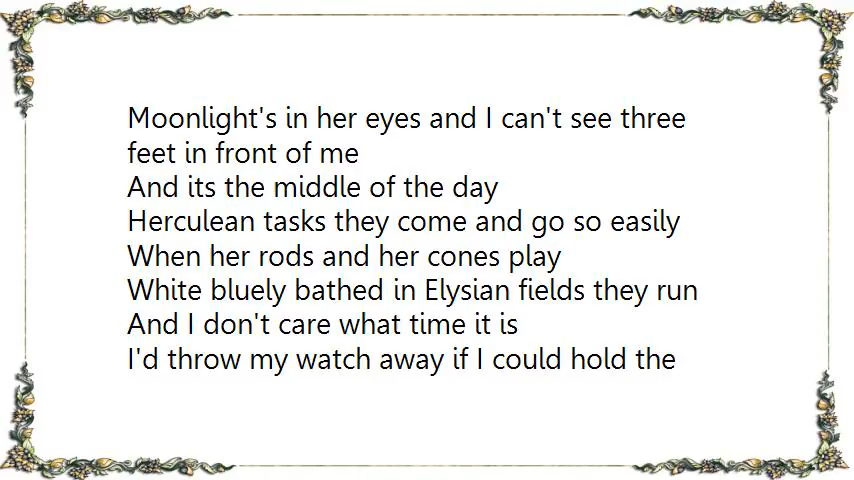 Moonlight's in her eyes and I can't see three
feet in front of me
And its the middle of the day
Herculean tasks they come and go so easily
When her rods and her cones play
White bluely bathed in Elysian fields they run
And I don't care what time it is
I'd throw my watch away if I could hold the